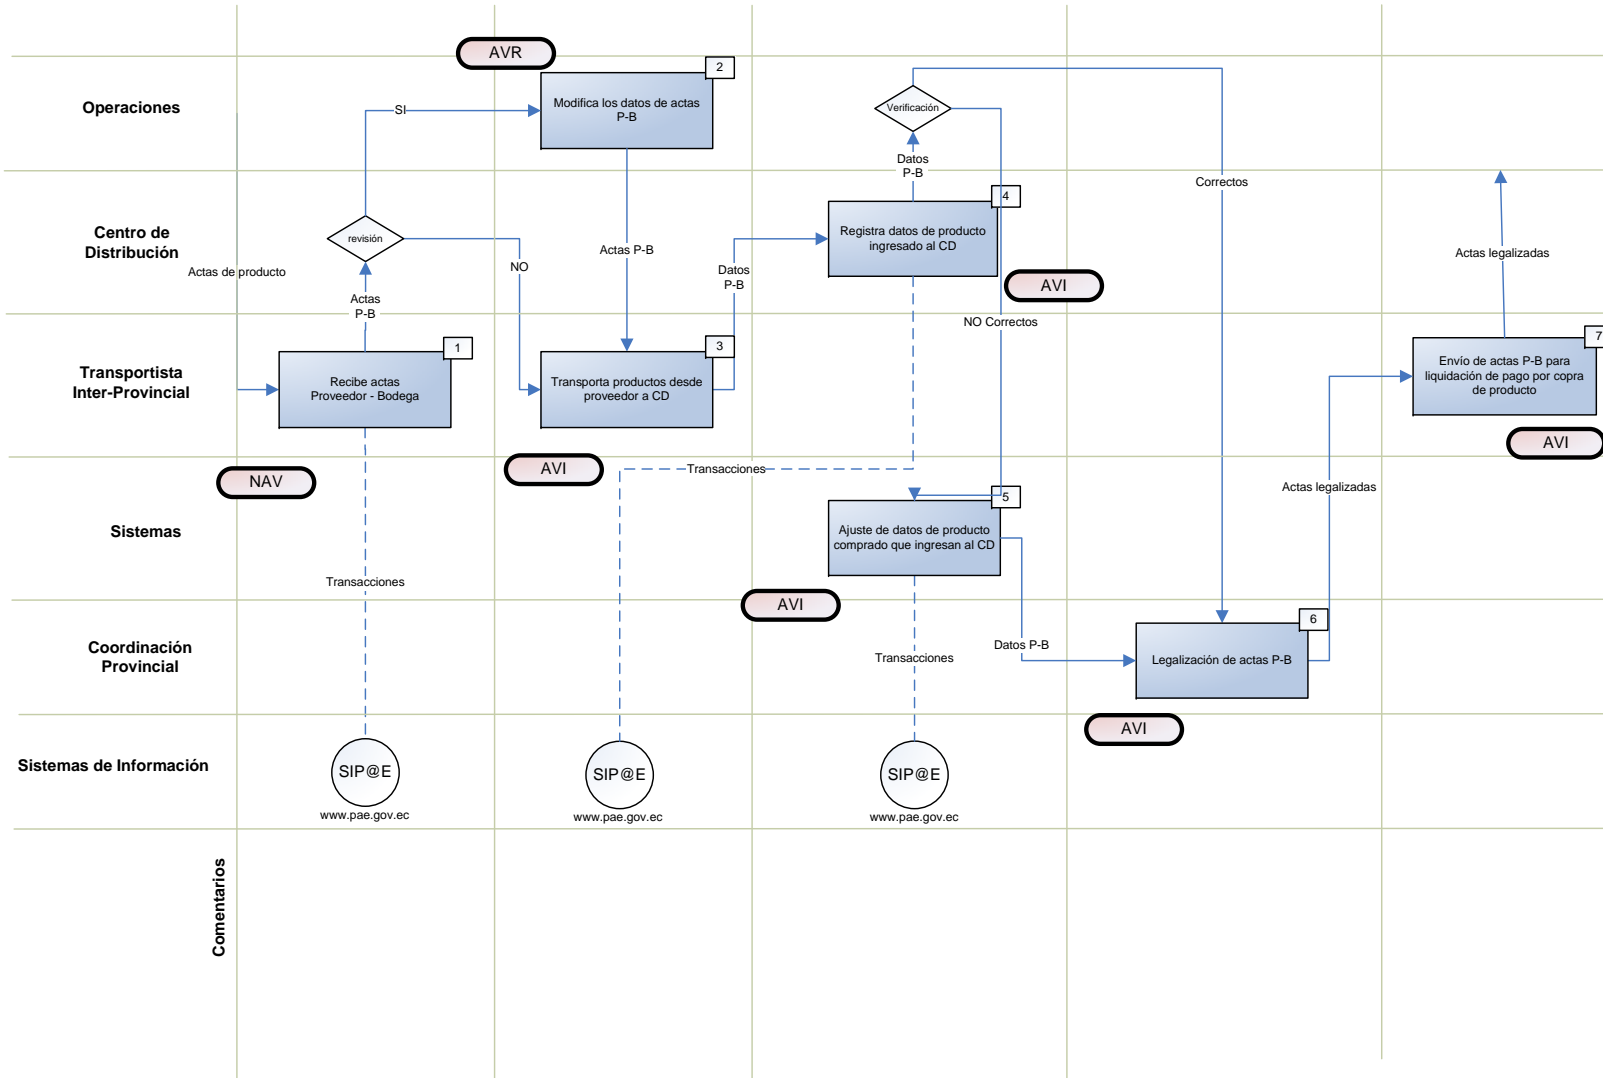 AVR
2
Operaciones
SI
Modifica los datos de actas
P-B
Verificación
Datos
P-B
Correctos
4
Centro de
Distribución
revisión
Actas P-B
Registra datos de producto
ingresado al CD
Actas legalizadas
Actas de producto
NO
Datos
P-B
AVI
Actas
P-B
NO Correctos
1
3
7
Transportista
Inter-Provincial
Recibe actas
Proveedor - Bodega
Transporta productos desde
proveedor a CD
Envío de actas P-B para
liquidación de pago por copra
de producto
AVI
NAV
AVI
Transacciones
Actas legalizadas
5
Sistemas
Ajuste de datos de producto
comprado que ingresan al CD
Transacciones
AVI
6
Coordinación
Provincial
Datos P-B
Transacciones
Legalización de actas P-B
AVI
Sistemas de Información
SIP@E
SIP@E
SIP@E
www.pae.gov.ec
www.pae.gov.ec
www.pae.gov.ec
Comentarios